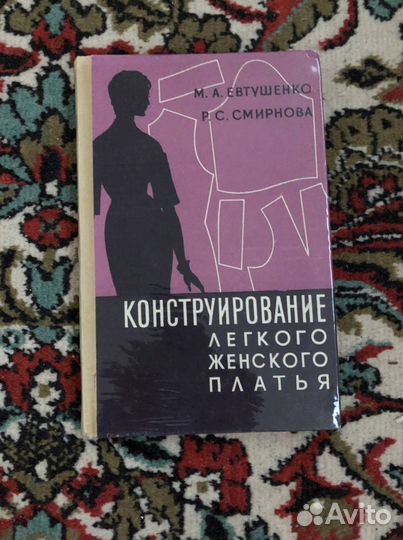 М. А. ЕВТУШЕНКО
Р. С. СМИРНОВА
КОНСТРУИРОВАНИЕ
ЛЕГКОГО
ЖЕНСКОГО
ПЛАТЬЯ
Avito